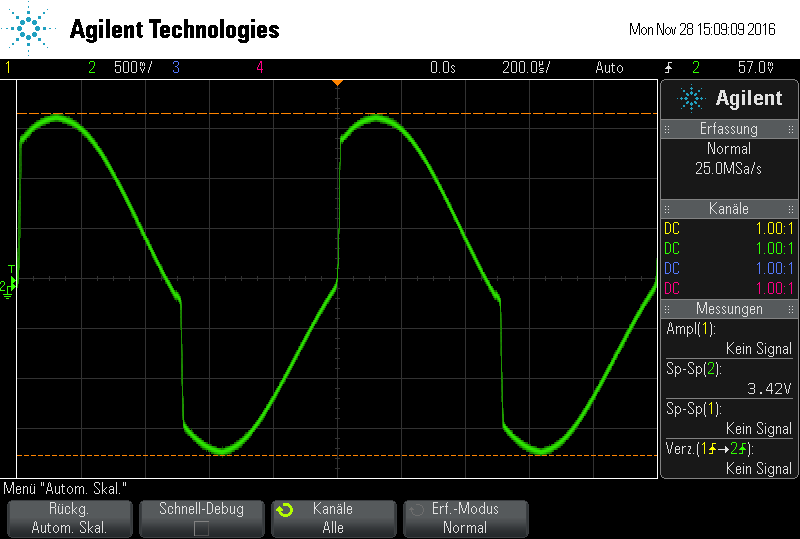 Agilent Technologies
Mon Nov 28 15:09:09 2016
1 2 500mV/ 3 4 0.0s 200.0µs/ Auto 2 57.0mV
Agilent
Erfassung
Normal
25.0MSa/s
Kanäle
DC 1.00:1
DC 1.00:1
DC 1.00:1
DC 1.00:1
Messungen
Ampl(1):
Kein Signal
Sp-Sp(2):
3.42V
Sp-Sp(1):
Kein Signal
Verz.(1→2):
Kein Signal
T
2
Menü "Autom. Skal."
Rückg.
Autom. Skal.
Schnell-Debug
Kanäle
Alle
Erf.-Modus
Normal